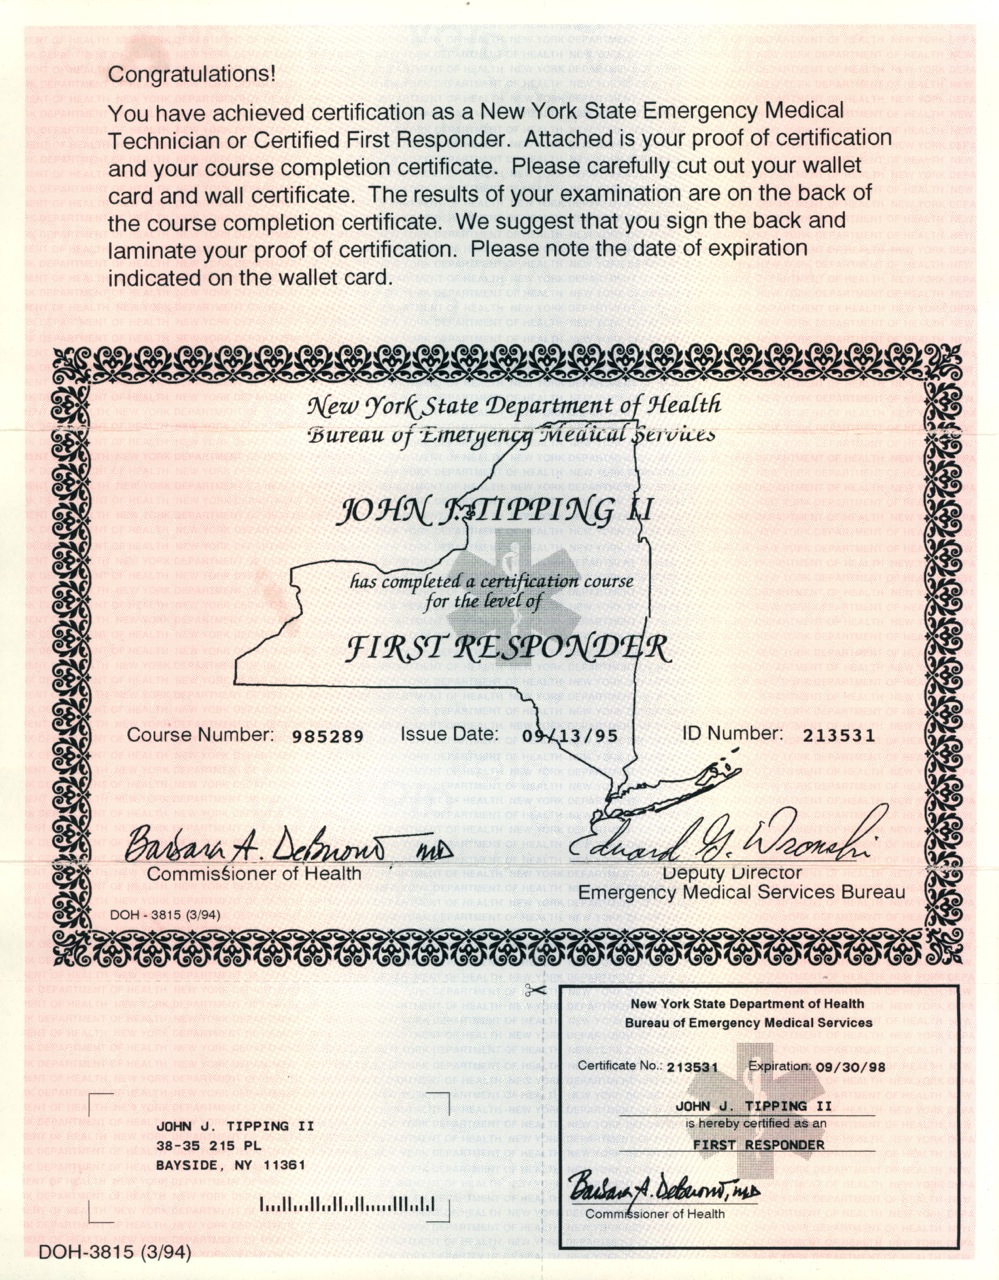 Congratulations!
You have achieved certification as a New York State Emergency Medical
Technician or Certified First Responder. Attached is your proof of certification
and your course completion certificate. Please carefully cut out your wallet
card and wall certificate. The results of your examination are on the back of
the course completion certificate. We suggest that you sign the back and
laminate your proof of certification. Please note the date of expiration
indicated on the wallet card.
New York State Department of Health
Bureau of Emergency Medical Services
JOHN J. TIPPING II
has completed a certification course
for the level of
FIRST RESPONDER
Course Number: 985289 Issue Date: 09/13/95 ID Number: 213531
Barbara A. DeBuono MD
Commissioner of Health
Edward G. Wronski
Deputy Director
Emergency Medical Services Bureau
DOH - 3815 (3/94)
New York State Department of Health
Bureau of Emergency Medical Services
Certificate No.: 213531 Expiration: 09/30/98
JOHN J. TIPPING II
is hereby certified as an
FIRST RESPONDER
Barbara A. DeBuono, MD
Commissioner of Health
JOHN J. TIPPING II
38-35 215 PL
BAYSIDE, NY 11361
DOH-3815 (3/94)